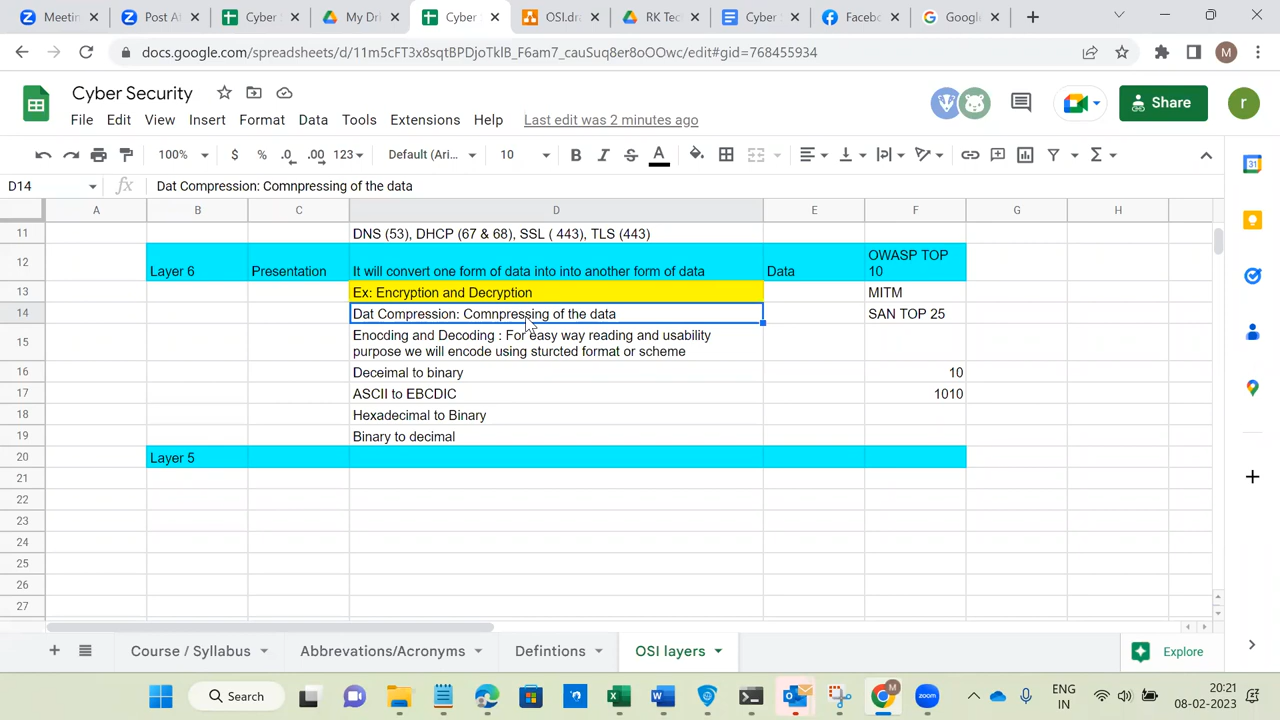 Meetin
Post At
Cyber S
My Dri
Cyber S
OSI.dra
RK Tec
Cyber
Facebo
Google
docs.google.com/spreadsheets/d/11m5cFT3x8sqtBPDjoTklB_F6am7_cauSuq8er8oOOwc/edit#gid=768455934
M
Cyber Security
File Edit View Insert Format Data Tools Extensions Help Last edit was 2 minutes ago
Share
r
100% $ % .0 .00 123 Default (Ari... 10 B I S A
D14 fx Dat Compression: Comnpressing of the data
A B C D E F G H
11 DNS (53), DHCP (67 & 68), SSL ( 443), TLS (443)
OWASP TOP
12 Layer 6 Presentation It will convert one form of data into into another form of data Data 10
13 Ex: Encryption and Decryption MITM
14 Dat Compression: Comnpressing of the data SAN TOP 25
Enocding and Decoding : For easy way reading and usability
15 purpose we will encode using sturcted format or scheme
16 Deceimal to binary 10
17 ASCII to EBCDIC 1010
18 Hexadecimal to Binary
19 Binary to decimal
20 Layer 5
21
22
23
24
25
26
27
Course / Syllabus Abbrevations/Acronyms Defintions OSI layers Explore
Search
zoom
ENG
IN
20:21
08-02-2023
31